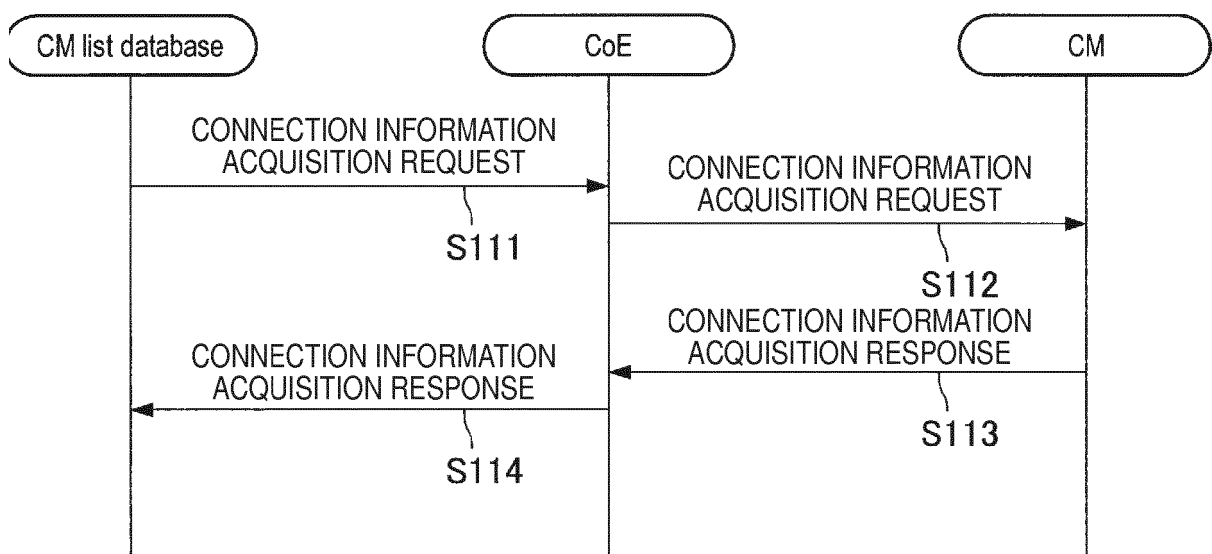 CM list database
CoE
CM
CONNECTION INFORMATION
ACQUISITION REQUEST
S111
CONNECTION INFORMATION
ACQUISITION REQUEST
S112
CONNECTION INFORMATION
ACQUISITION RESPONSE
S113
CONNECTION INFORMATION
ACQUISITION RESPONSE
S114